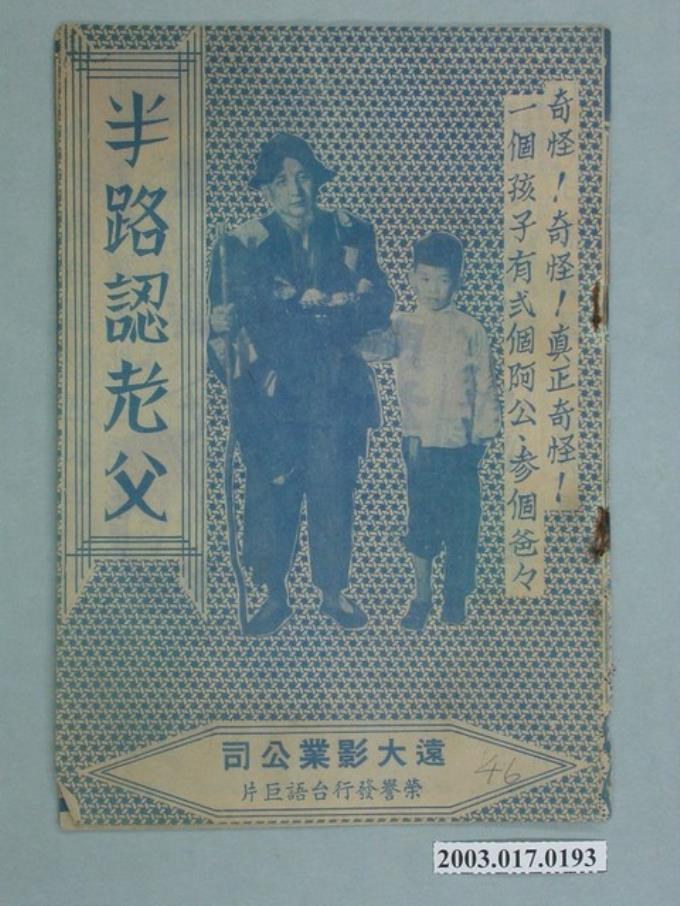 奇怪！奇怪！真正奇怪！
一個孩子有弍個阿公、参個爸々
半路認老父
遠大影業公司
榮譽發行台語巨片
46
2003.017.0193